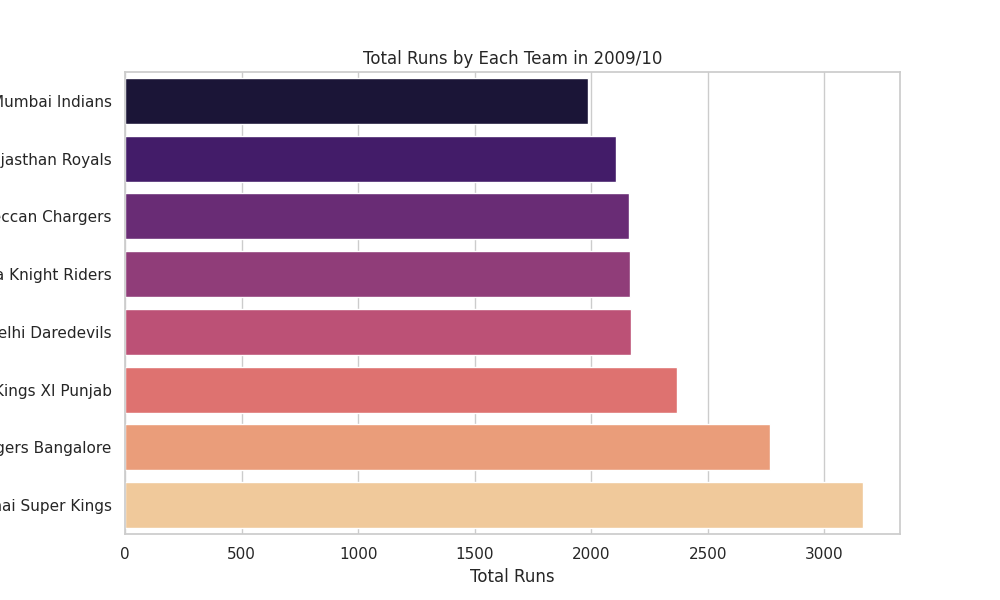 Total Runs by Each Team in 2009/10
Mumbai Indians
jasthan Royals
ccan Chargers
a Knight Riders
elhi Daredevils
Kings XI Punjab
gers Bangalore
ai Super Kings
0 500 1000 1500 2000 2500 3000
Total Runs